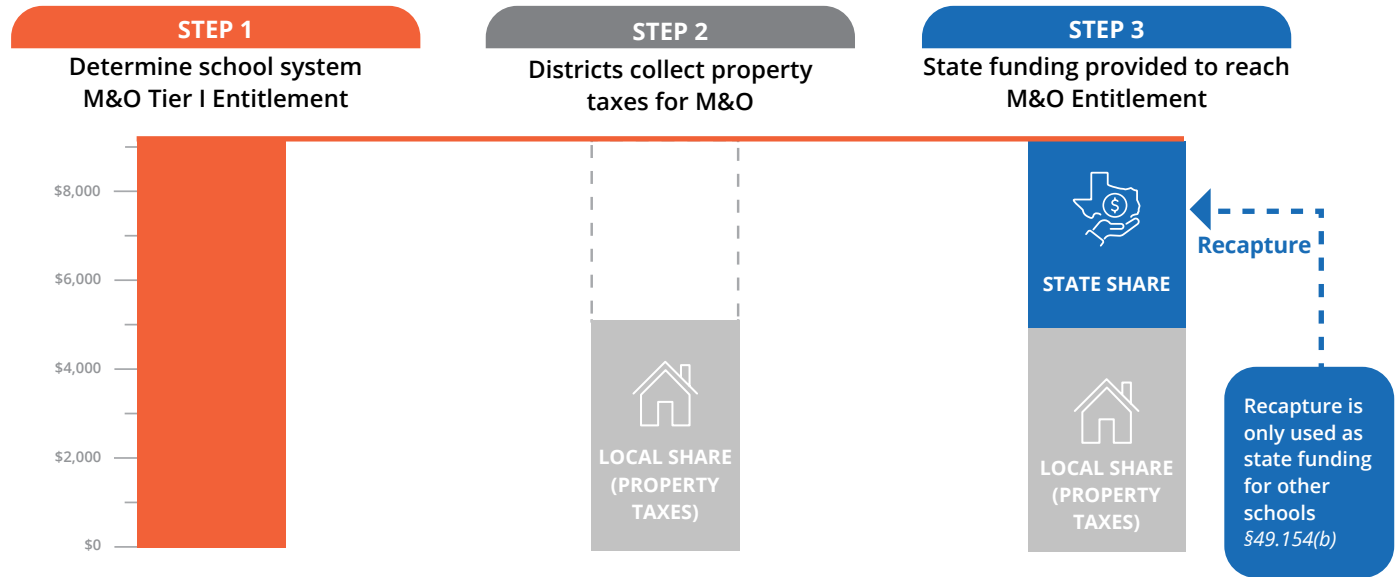 STEP 1
Determine school system
M&O Tier I Entitlement
STEP 2
Districts collect property
taxes for M&O
STEP 3
State funding provided to reach
M&O Entitlement
$8,000
$6,000
$4,000
$2,000
$0
LOCAL SHARE
(PROPERTY
TAXES)
$
STATE SHARE
LOCAL SHARE
(PROPERTY
TAXES)
Recapture
Recapture is
only used as
state funding
for other
schools
§49.154(b)